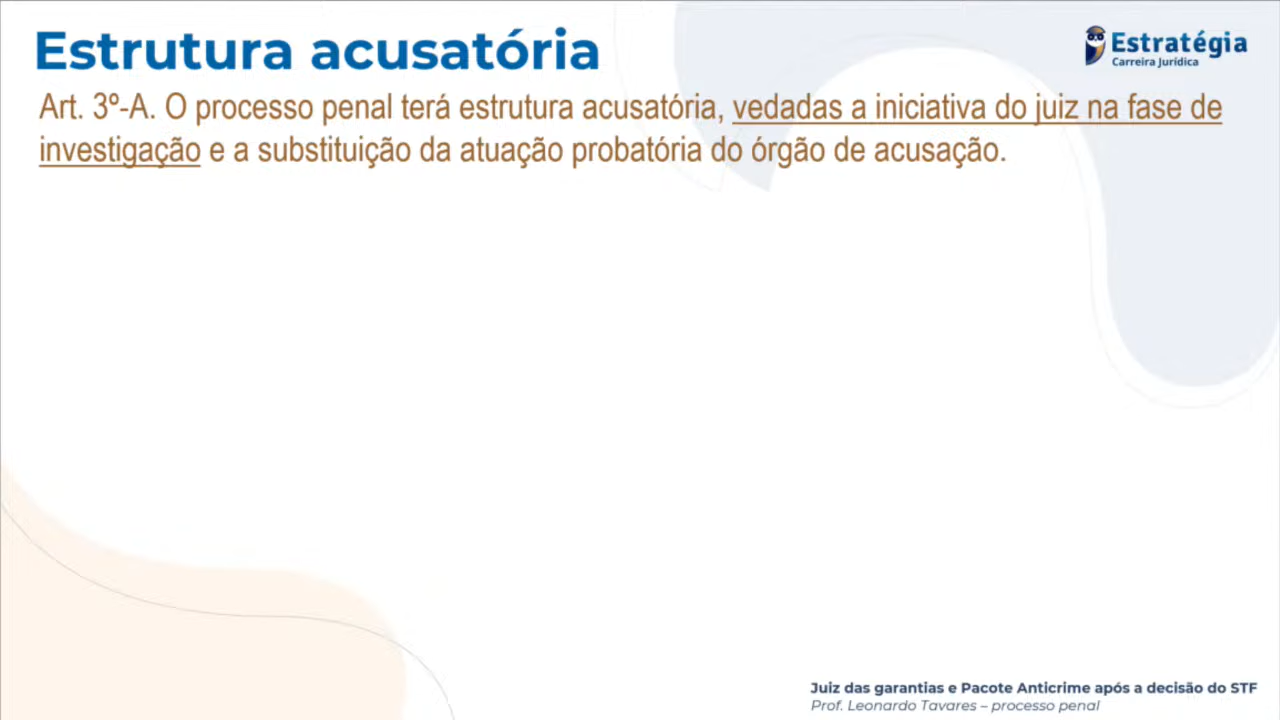 Estrutura acusatória
Estratégia
Carreira Jurídica
Art. 3º-A. O processo penal terá estrutura acusatória, vedadas a iniciativa do juiz na fase de
investigação e a substituição da atuação probatória do órgão de acusação.
Juiz das garantias e Pacote Anticrime após a decisão do STF
Prof. Leonardo Tavares – processo penal